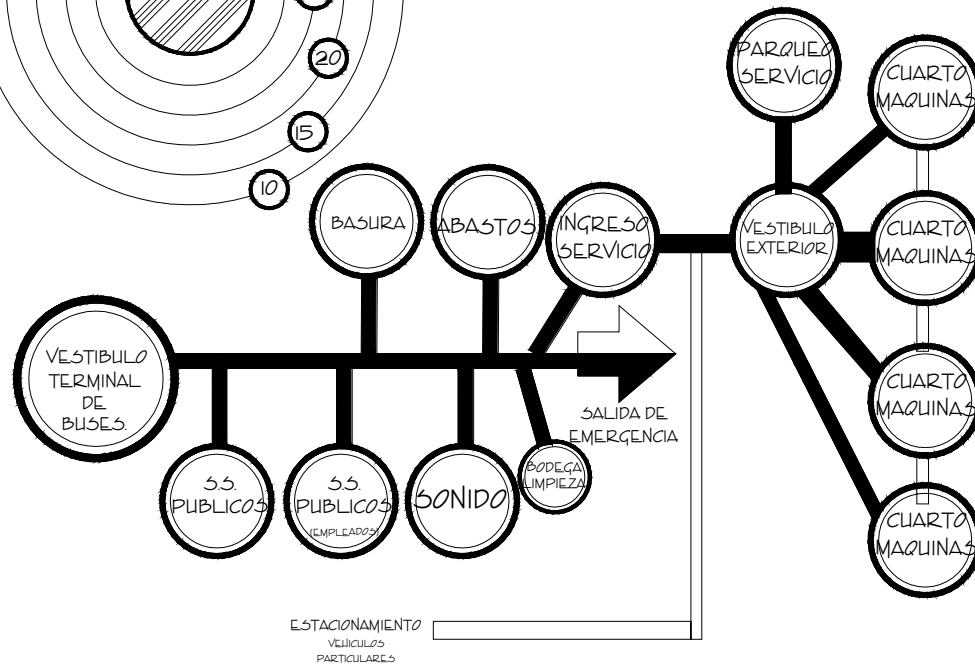 20
15
10
PARQUEO
SERVICIO
CUARTO
MAQUINAS
BASURA
ABASTOS
INGRESO
SERVICIO
VESTIBULO
EXTERIOR
CUARTO
MAQUINAS
VESTIBULO
TERMINAL
DE
BUSES.
SALIDA DE
EMERGENCIA
CUARTO
MAQUINAS
S.S.
PUBLICOS
S.S.
PUBLICOS
(EMPLEADOS)
SONIDO
BODEGA
LIMPIEZA
CUARTO
MAQUINAS
ESTACIONAMIENTO
VEHICULOS
PARTICULARES